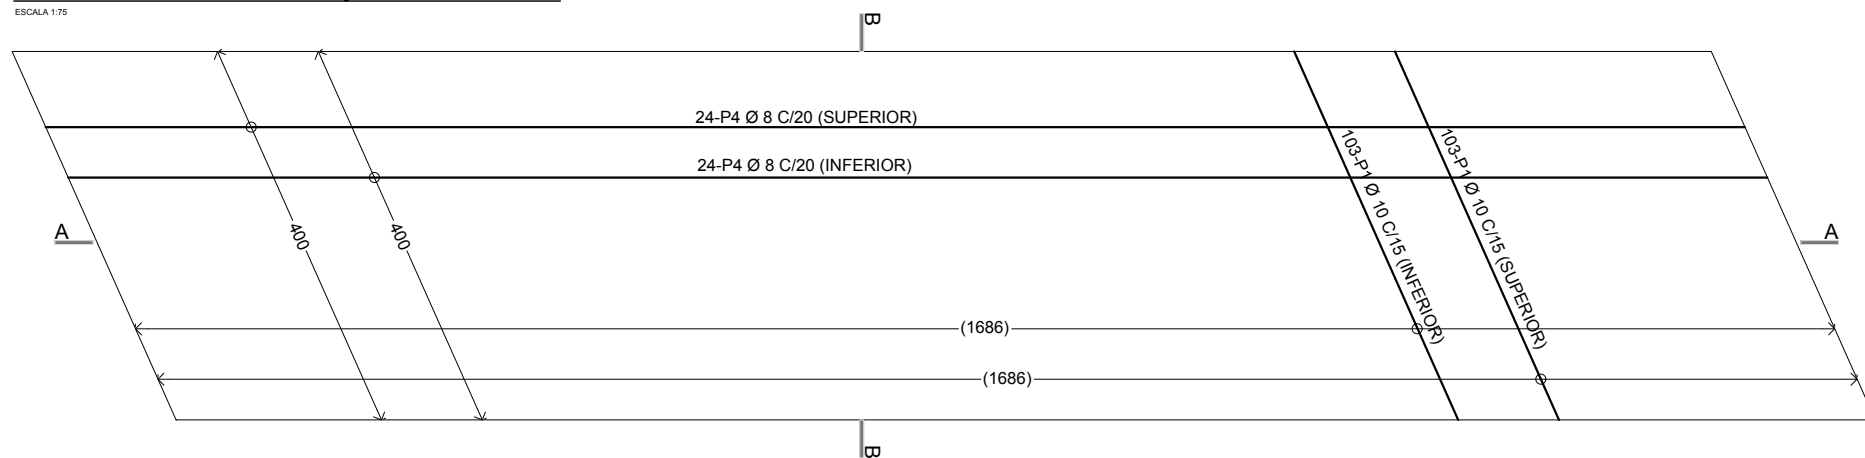 ESCALA 1:75
B
24-P4 Ø 8 C/20 (SUPERIOR)
24-P4 Ø 8 C/20 (INFERIOR)
103-P1 Ø 10 C/15 (INFERIOR)
103-P1 Ø 10 C/15 (SUPERIOR)
400
400
A
A
(1686)
(1686)
B